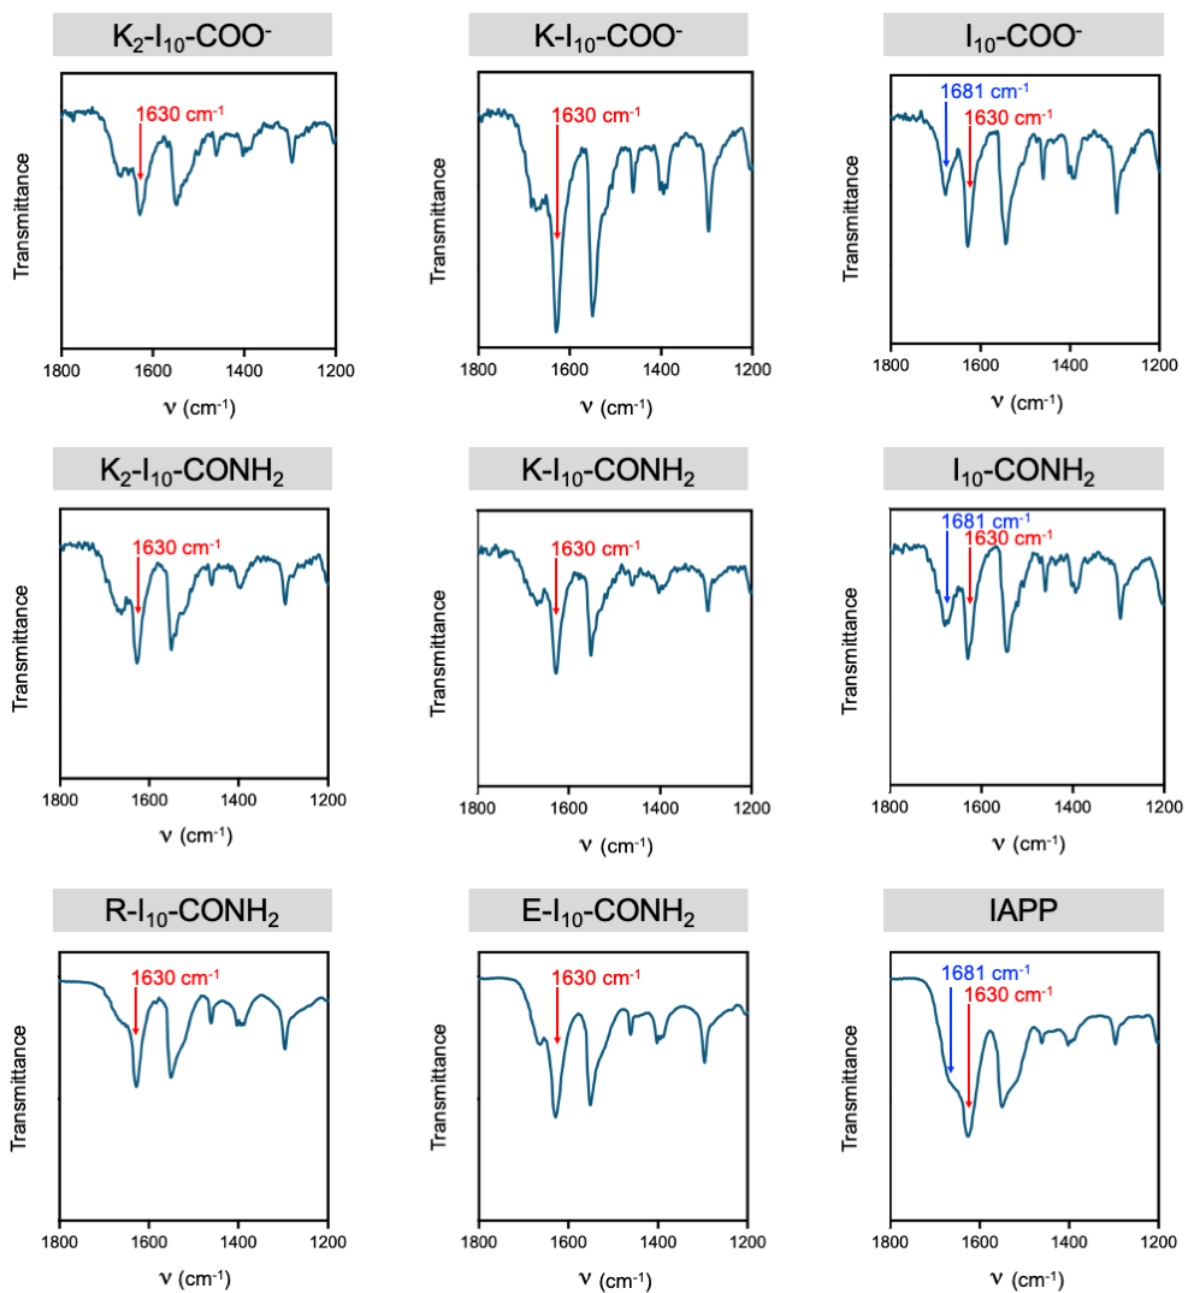 K₂-I₁₀-COO⁻
1630 cm⁻¹
Transmittance
1800 1600 1400 1200
ν (cm⁻¹)
K-I₁₀-COO⁻
1630 cm⁻¹
Transmittance
1800 1600 1400 1200
ν (cm⁻¹)
I₁₀-COO⁻
1681 cm⁻¹
1630 cm⁻¹
Transmittance
1800 1600 1400 1200
ν (cm⁻¹)
K₂-I₁₀-CONH₂
1630 cm⁻¹
Transmittance
1800 1600 1400 1200
ν (cm⁻¹)
K-I₁₀-CONH₂
1630 cm⁻¹
Transmittance
1800 1600 1400 1200
ν (cm⁻¹)
I₁₀-CONH₂
1681 cm⁻¹
1630 cm⁻¹
Transmittance
1800 1600 1400 1200
ν (cm⁻¹)
R-I₁₀-CONH₂
1630 cm⁻¹
Transmittance
1800 1600 1400 1200
ν (cm⁻¹)
E-I₁₀-CONH₂
1630 cm⁻¹
Transmittance
1800 1600 1400 1200
ν (cm⁻¹)
IAPP
1681 cm⁻¹
1630 cm⁻¹
Transmittance
1800 1600 1400 1200
ν (cm⁻¹)